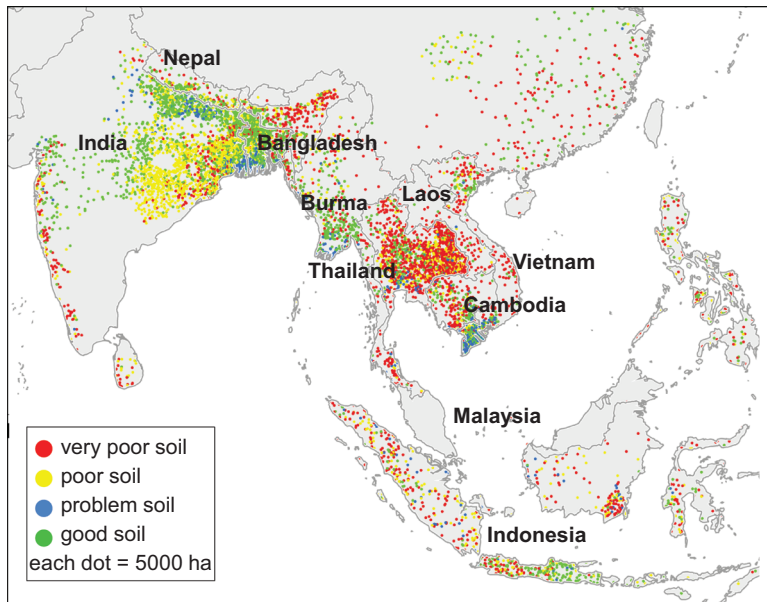 Nepal
India
Bangladesh
Burma
Laos
Thailand
Vietnam
Cambodia
Malaysia
Indonesia
very poor soil
poor soil
problem soil
good soil
each dot = 5000 ha